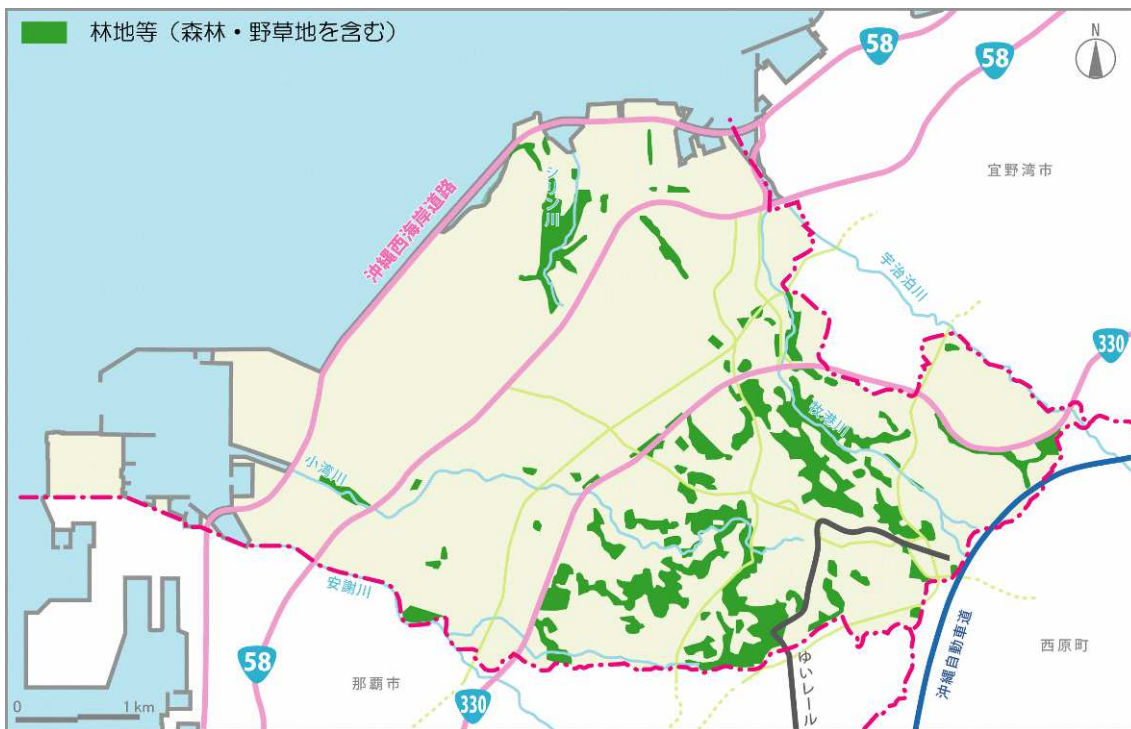 林地等（森林・野草地を含む）
58
58
N
宜野湾市
シリン川
沖縄西海岸道路
宇治泊川
330
牧港川
小湾川
安謝川
沖縄自動車道
西原町
58
那覇市
ゆいレール
330
0 1 km